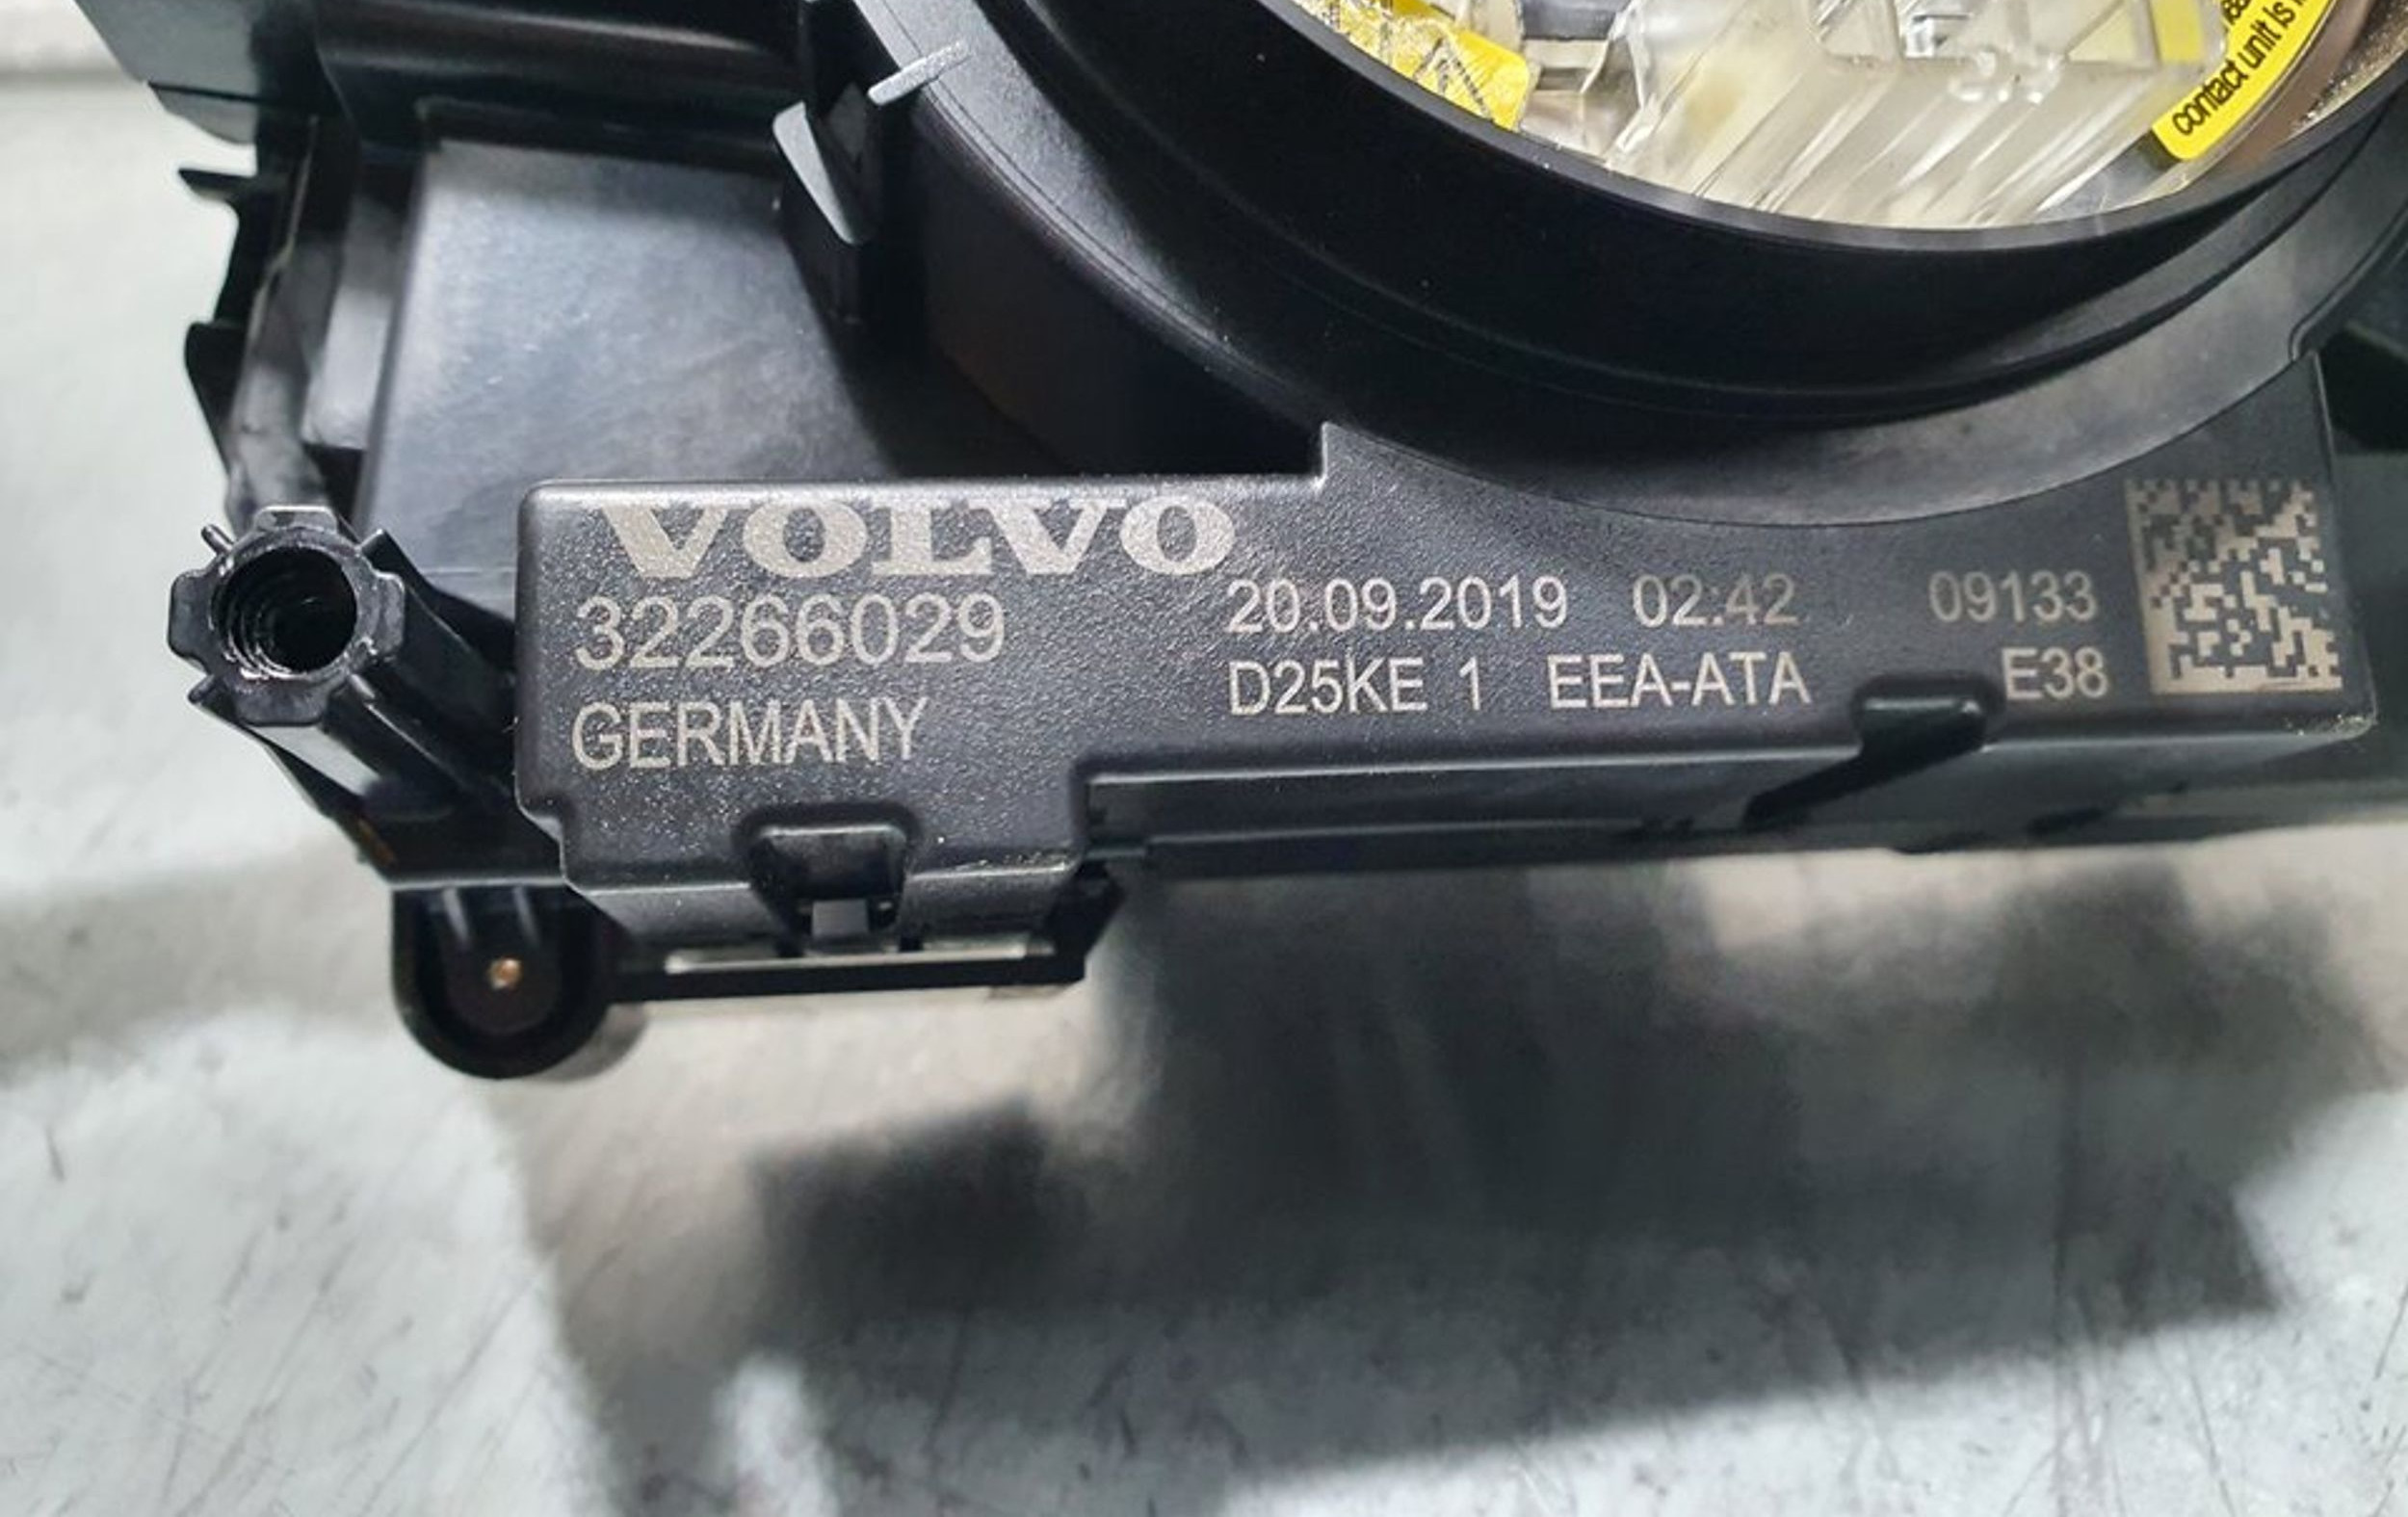 contact unit is
VOLVO
32266029
GERMANY
20.09.2019 02:42 09133
D25KE 1 EEA-ATA E38